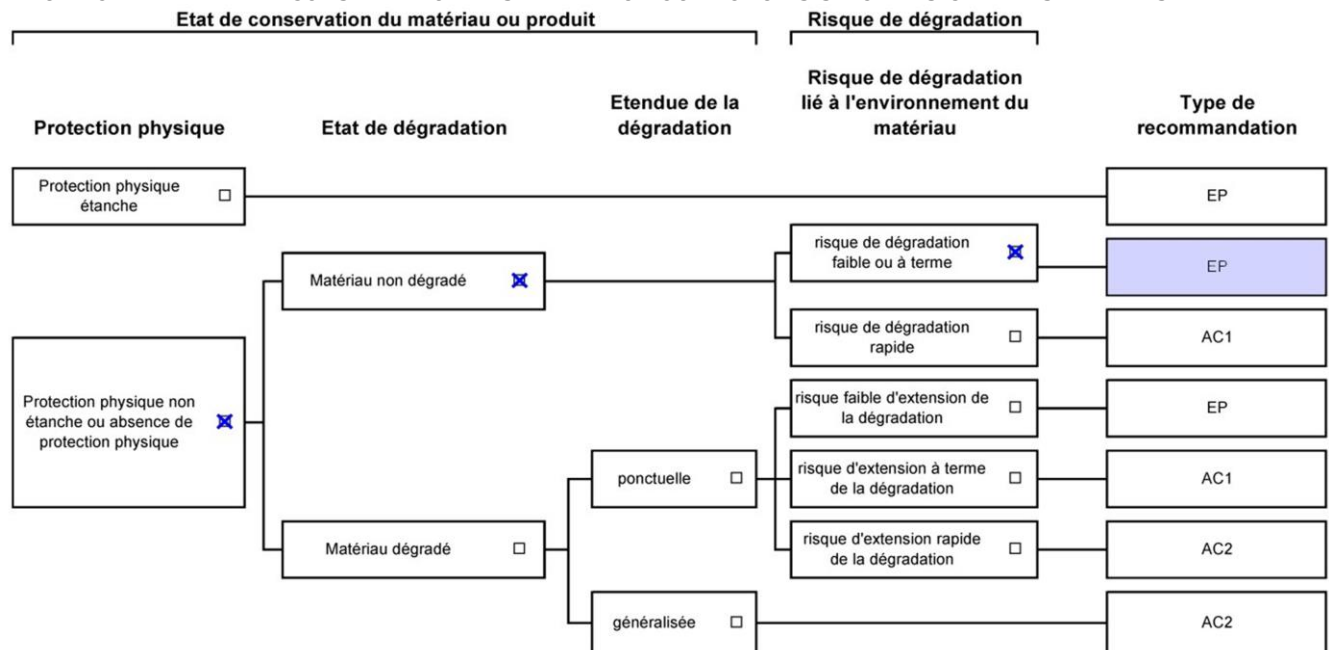 Etat de conservation du matériau ou produit
Risque de dégradation
Protection physique
Etat de dégradation
Etendue de la
dégradation
Risque de dégradation
lié à l'environnement du
matériau
Type de
recommandation
Protection physique
étanche
EP
risque de dégradation
faible ou à terme
EP
Matériau non dégradé
risque de dégradation
rapide
AC1
Protection physique non
étanche ou absence de
protection physique
risque faible d'extension de
la dégradation
EP
ponctuelle
risque d'extension à terme
de la dégradation
AC1
Matériau dégradé
risque d'extension rapide
de la dégradation
AC2
généralisée
AC2